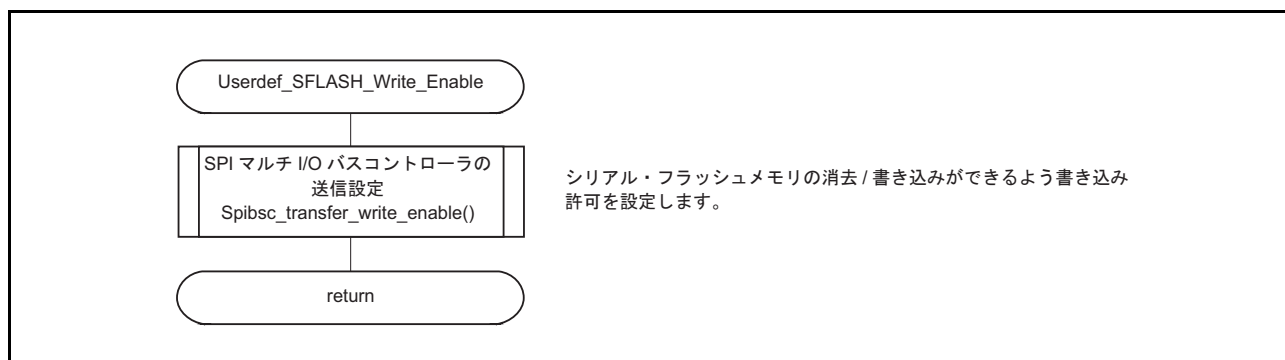 Userdef_SFLASH_Write_Enable
SPI マルチ I/O バスコントローラの
送信設定
Spibsc_transfer_write_enable()
シリアル・フラッシュメモリの消去 / 書き込みができるよう書き込み
許可を設定します。
return